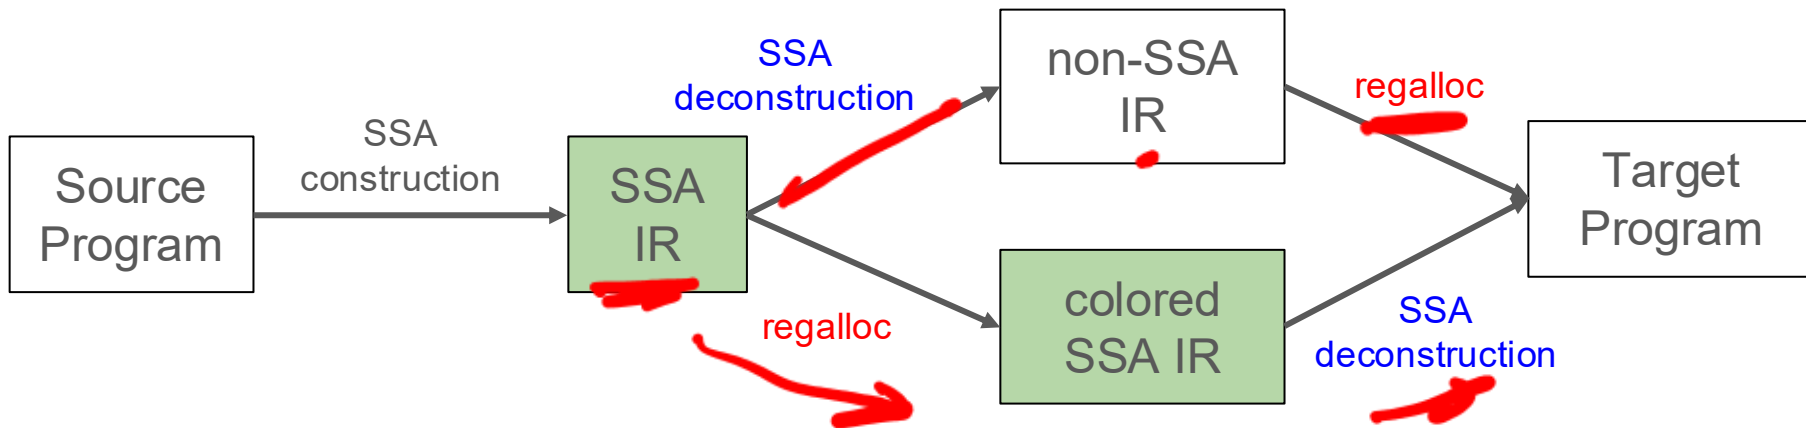 Source
Program
SSA
construction
SSA
IR
SSA
deconstruction
non-SSA
IR
regalloc
regalloc
colored
SSA IR
SSA
deconstruction
Target
Program